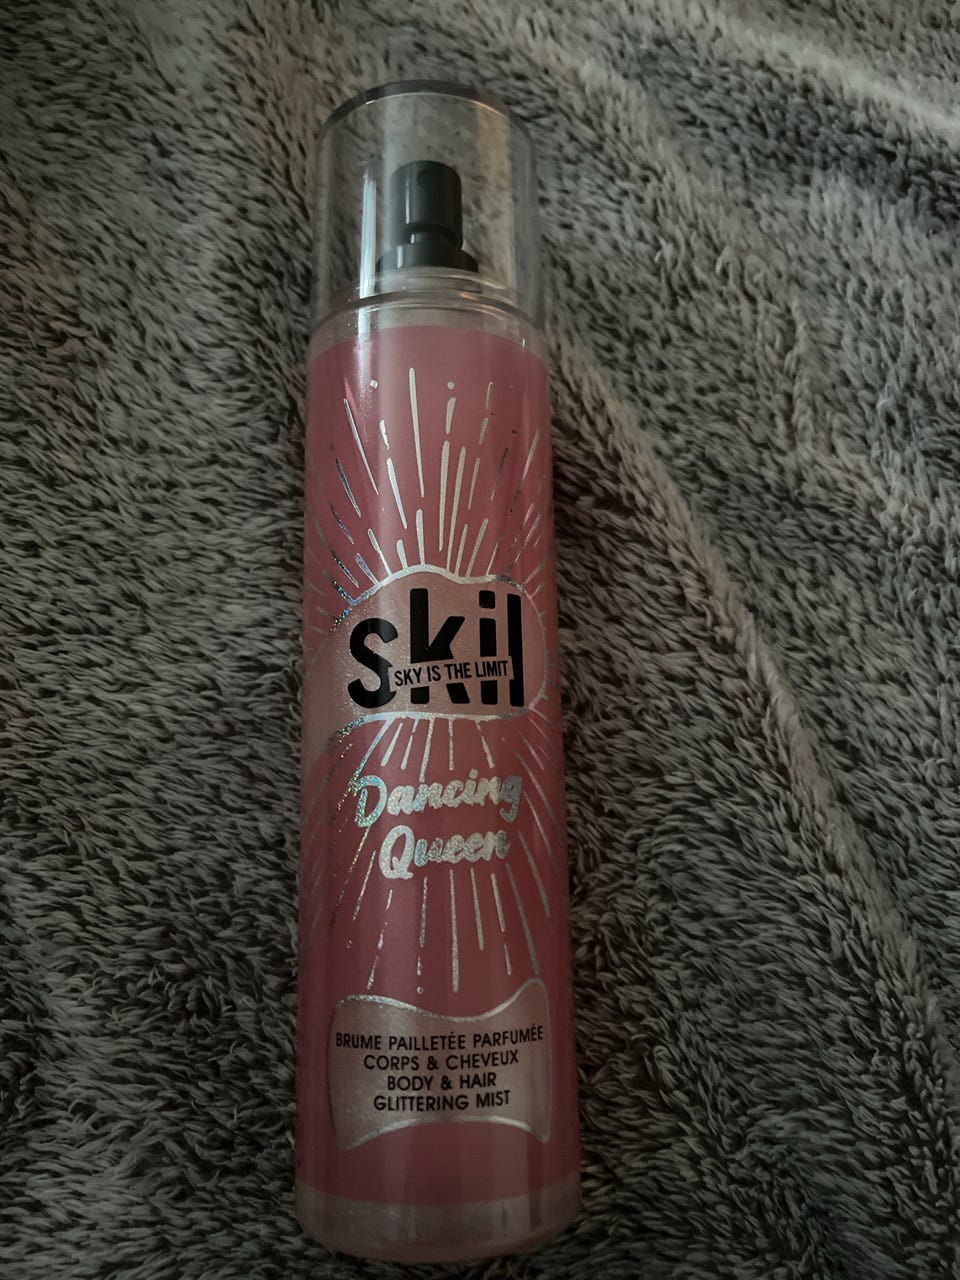 skil
SKY IS THE LIMIT
Dancing
Queen
BRUME PAILLETÉE PARFUMÉE
CORPS & CHEVEUX
BODY & HAIR
GLITTERING MIST